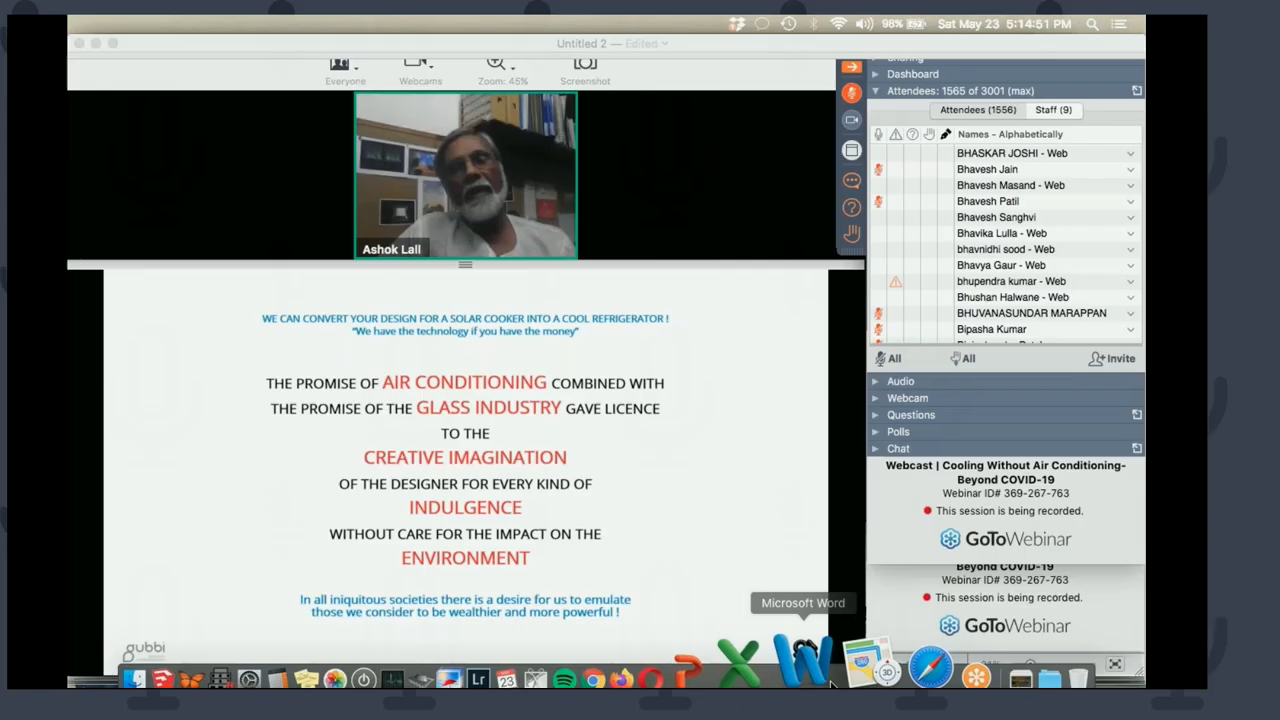 98%
Sat May 23 5:14:51 PM
Untitled 2 — Edited
Everyone
Webcams
Zoom: 45%
Screenshot
Ashok Lall
WE CAN CONVERT YOUR DESIGN FOR A SOLAR COOKER INTO A COOL REFRIGERATOR !
“We have the technology if you have the money”
THE PROMISE OF AIR CONDITIONING COMBINED WITH
THE PROMISE OF THE GLASS INDUSTRY GAVE LICENCE
TO THE
CREATIVE IMAGINATION
OF THE DESIGNER FOR EVERY KIND OF
INDULGENCE
WITHOUT CARE FOR THE IMPACT ON THE
ENVIRONMENT
In all iniquitous societies there is a desire for us to emulate
those we consider to be wealthier and more powerful !
gubbi
Sharing
Dashboard
Attendees: 1565 of 3001 (max)
Attendees (1556)
Staff (9)
Names - Alphabetically
BHASKAR JOSHI - Web
Bhavesh Jain
Bhavesh Masand - Web
Bhavesh Patil
Bhavesh Sanghvi
Bhavika Lulla - Web
bhavnidhi sood - Web
Bhavya Gaur - Web
bhupendra kumar - Web
Bhushan Halwane - Web
BHUVANASUNDAR MARAPPAN
Bipasha Kumar
All
All
Invite
Audio
Webcam
Questions
Polls
Chat
Webcast | Cooling Without Air Conditioning-
Beyond COVID-19
Webinar ID# 369-267-763
This session is being recorded.
GoToWebinar
Beyond COVID-19
Webinar ID# 369-267-763
This session is being recorded.
GoToWebinar
Microsoft Word
Lr
23
X
W
3D